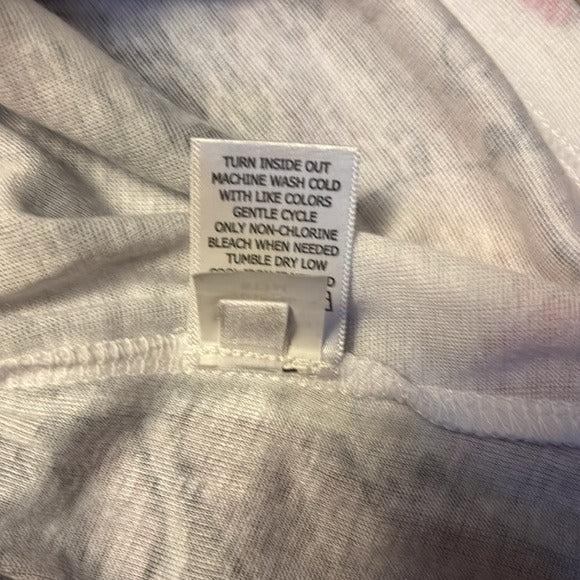 TURN INSIDE OUT
MACHINE WASH COLD
WITH LIKE COLORS
GENTLE CYCLE
ONLY NON-CHLORINE
BLEACH WHEN NEEDED
TUMBLE DRY LOW